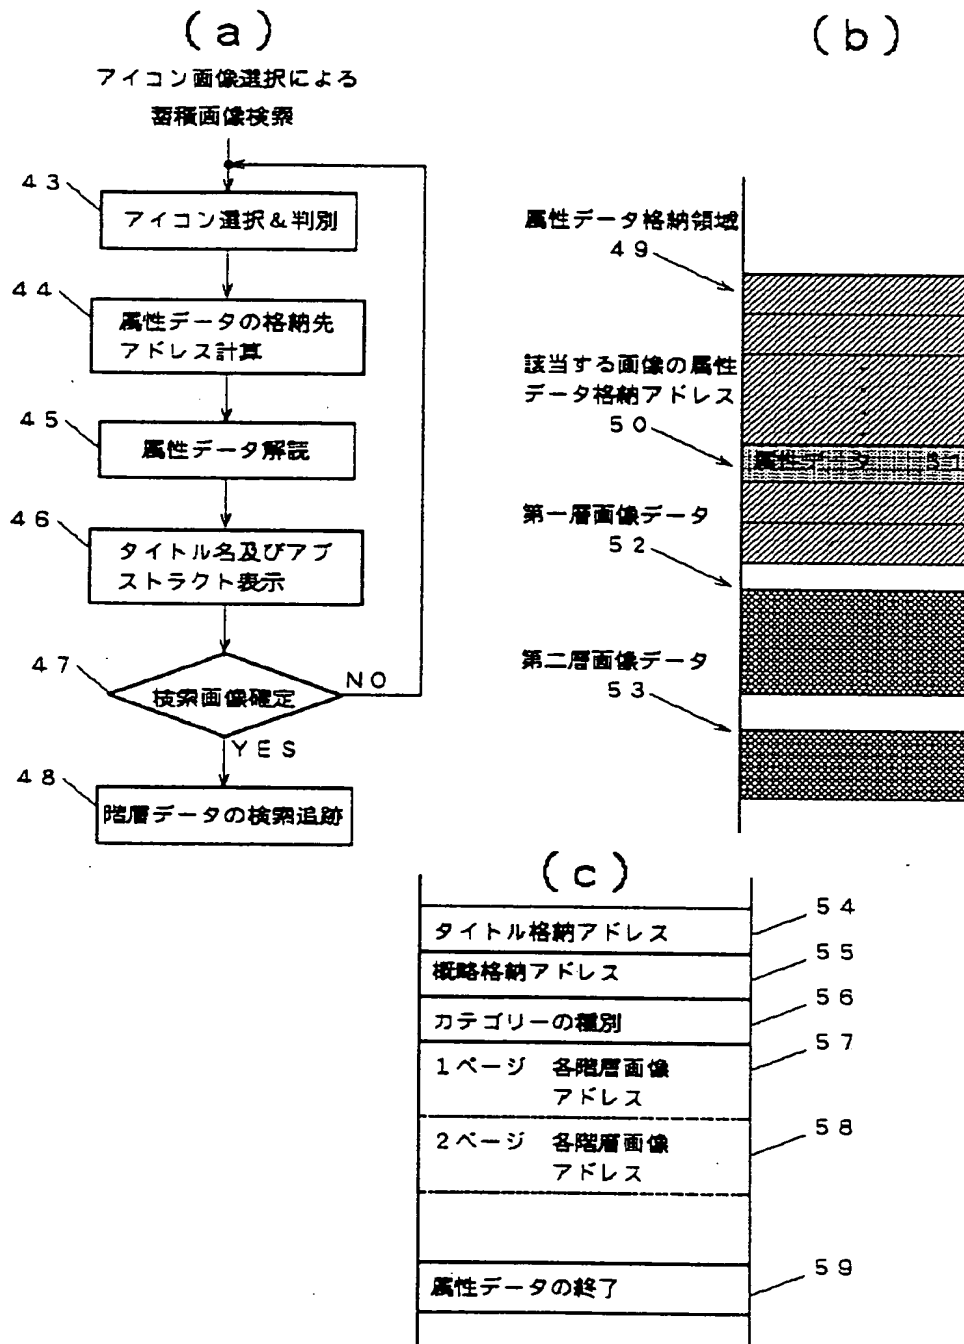 (a)
アイコン画像選択による
蓄積画像検索
43
アイコン選択&判別
44
属性データの格納先
アドレス計算
45
属性データ解読
46
タイトル名及びアブ
ストラクト表示
47
検索画像確定
NO
YES
48
階層データの検索追跡
(b)
属性データ格納領域
49
該当する画像の属性
データ格納アドレス
50
属性データ 51
第一層画像データ
52
第二層画像データ
53
(c)
タイトル格納アドレス
54
概略格納アドレス
55
カテゴリーの種別
56
1ページ 各階層画像
アドレス
57
2ページ 各階層画像
アドレス
58
属性データの終了
59